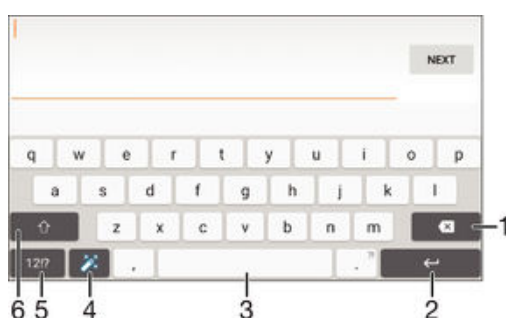 NEXT
q w e r t y u i o p
a s d f g h j k l
z x c v b n m 1
12!? , . ?!
6 5 4 3 2